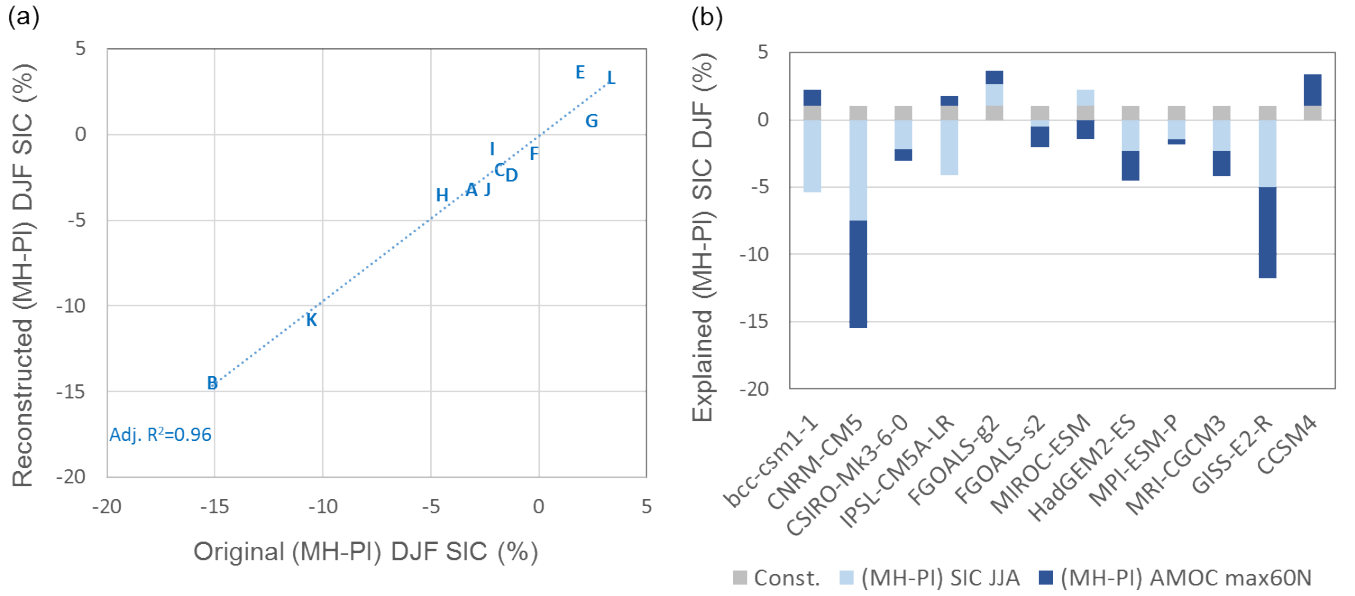 (a)
5
0
-5
-10
-15
-20
-20
-15
-10
-5
0
5
Reconstructed (MH-PI) DJF SIC (%)
Original (MH-PI) DJF SIC (%)
E
L
G
I
F
C
D
H
A
J
K
B
Adj. R²=0.96
(b)
5
0
-5
-10
-15
-20
Explained (MH-PI) SIC DJF (%)
bcc-csm1-1
CNRM-CM5
CSIRO-Mk3-6-0
IPSL-CM5A-LR
FGOALS-g2
FGOALS-s2
MIROC-ESM
HadGEM2-ES
MPI-ESM-P
MRI-CGCM3
GISS-E2-R
CCSM4
Const.
(MH-PI) SIC JJA
(MH-PI) AMOC max60N